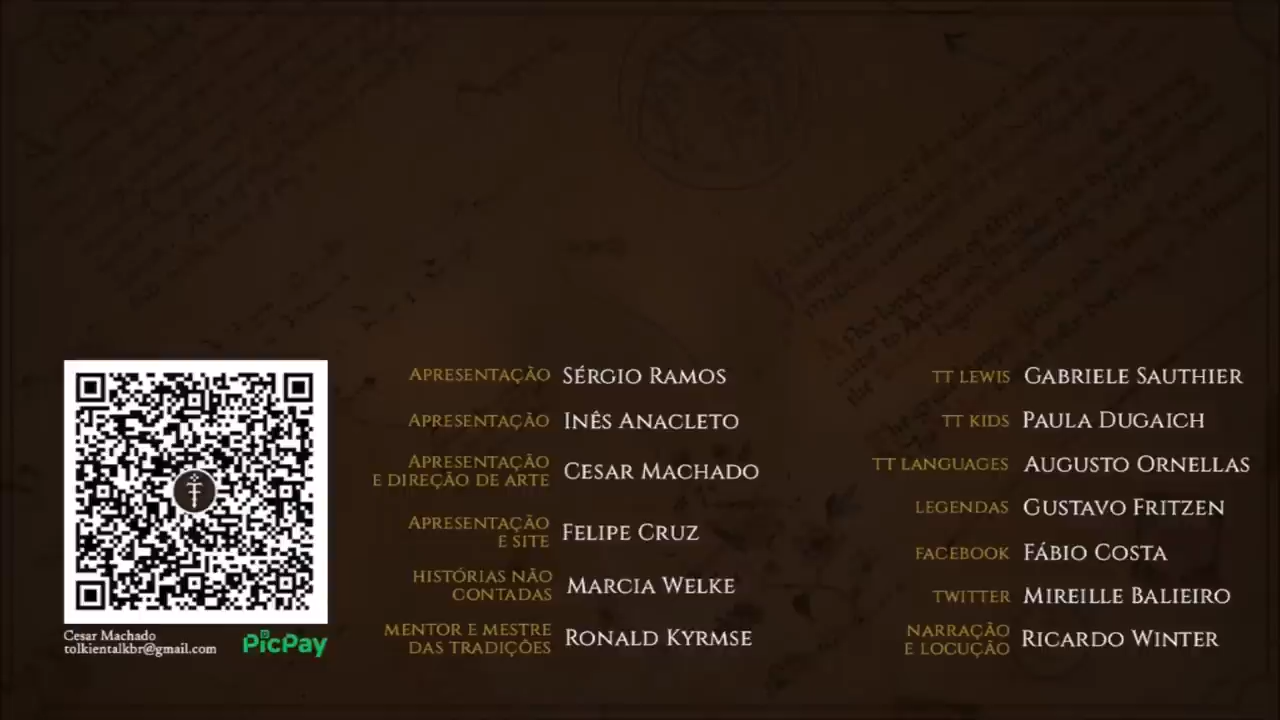 APRESENTAÇÃO SÉRGIO RAMOS
APRESENTAÇÃO INÊS ANACLETO
APRESENTAÇÃO
E DIREÇÃO DE ARTE CESAR MACHADO
APRESENTAÇÃO
E SITE FELIPE CRUZ
HISTÓRIAS NÃO
CONTADAS MARCIA WELKE
MENTOR E MESTRE
DAS TRADIÇÕES RONALD KYRMSE
TT LEWIS GABRIELE SAUTHIER
TT KIDS PAULA DUGAICH
TT LANGUAGES AUGUSTO ORNELLAS
LEGENDAS GUSTAVO FRITZEN
FACEBOOK FÁBIO COSTA
TWITTER MIREILLE BALIEIRO
NARRAÇÃO
E LOCUÇÃO RICARDO WINTER
Cesar Machado
tolkientalkbr@gmail.com
PicPay